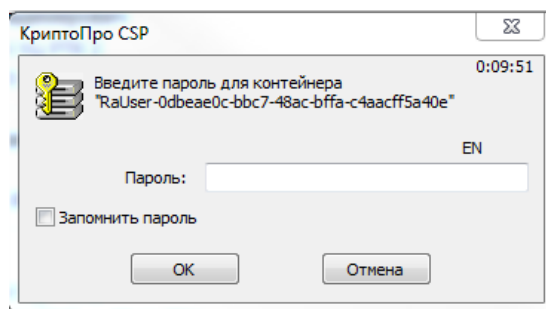 КриптоПро CSP
0:09:51
Введите пароль для контейнера
"RaUser-0dbeae0c-bbc7-48ac-bffa-c4aacff5a40e"
EN
Пароль:
Запомнить пароль
ОК
Отмена